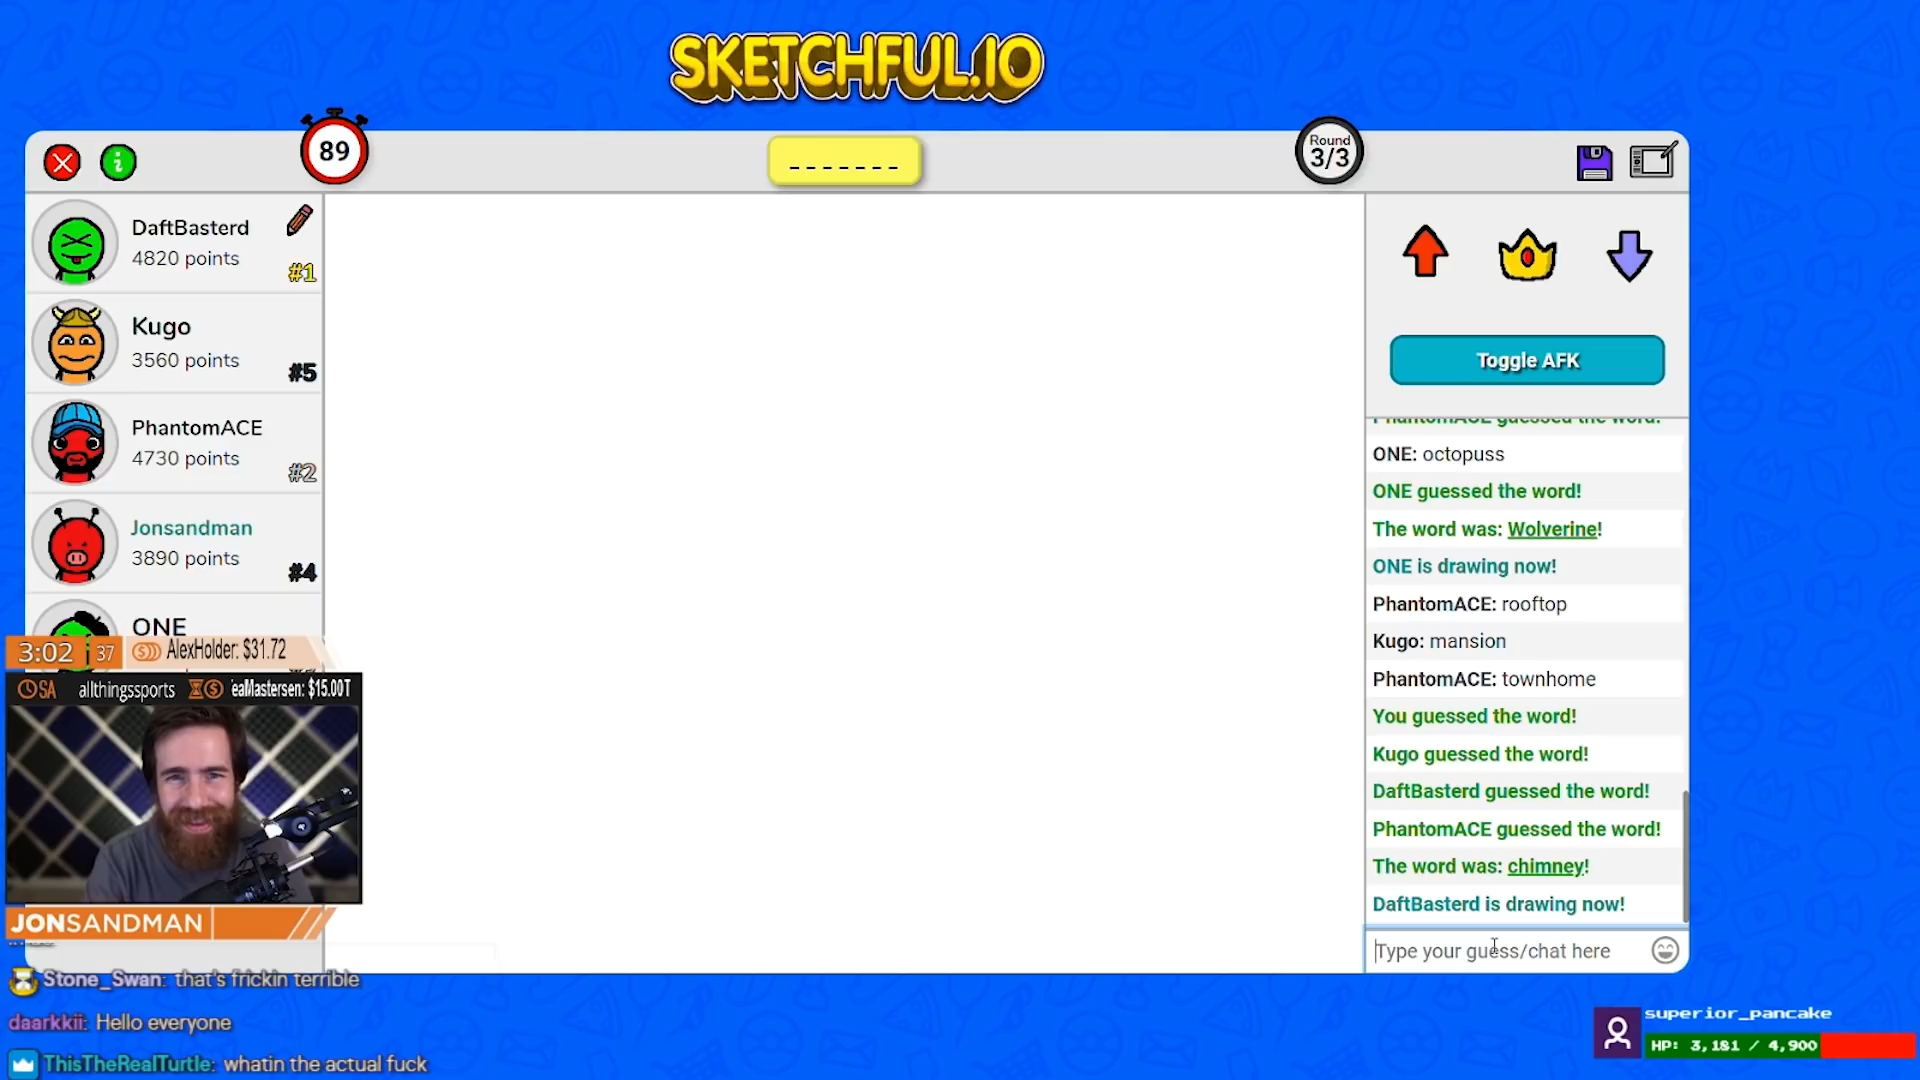 SKETCHFUL.IO
89
_ _ _ _ _ _ _
Round
3/3
DaftBasterd
4820 points
#1
Kugo
3560 points
#5
PhantomACE
4730 points
#2
Jonsandman
3890 points
#4
ONE
3:02
37
AlexHolder: $31.72
SA
allthingssports
eaMastersen: $15.00T
JONSANDMAN
Stone_Swan: that's frickin terrible
daarkkii: Hello everyone
ThisTheRealTurtle: whatin the actual fuck
Toggle AFK
PhantomACE guessed the word!
ONE: octopuss
ONE guessed the word!
The word was: Wolverine!
ONE is drawing now!
PhantomACE: rooftop
Kugo: mansion
PhantomACE: townhome
You guessed the word!
Kugo guessed the word!
DaftBasterd guessed the word!
PhantomACE guessed the word!
The word was: chimney!
DaftBasterd is drawing now!
Type your guess/chat here
superior_pancake
HP: 3,181 / 4,900